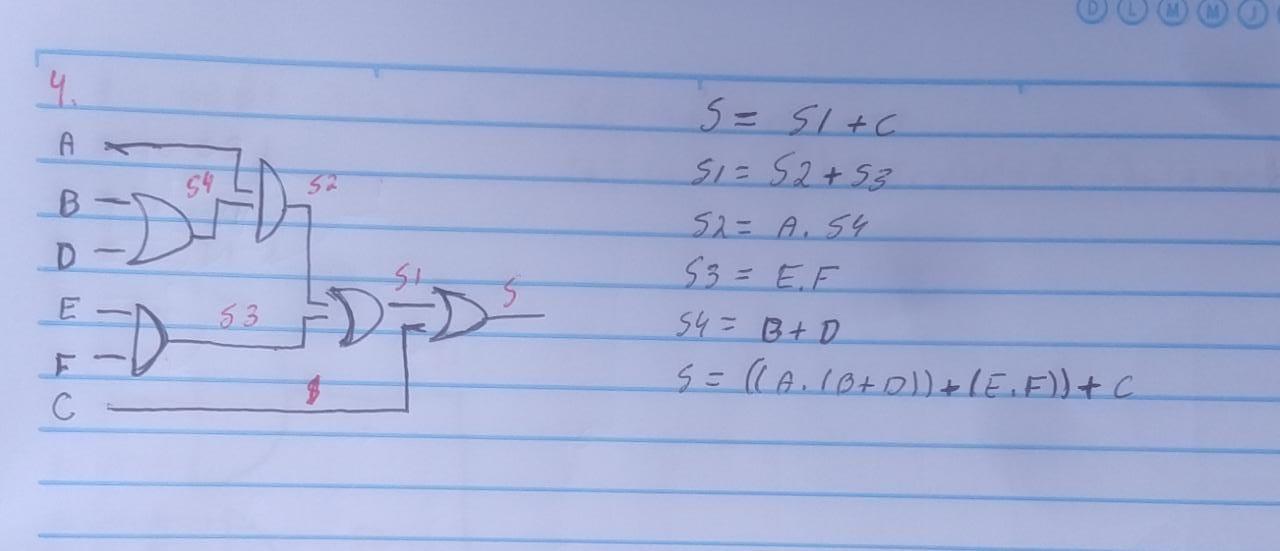 D L M M J
4.
A
B
D
E
F
C
S4
S2
S3
S1
S
S = S1 + C
S1 = S2 + S3
S2 = A. S4
S3 = E.F
S4 = B + D
S = ((A.(B+D))+(E.F))+ C